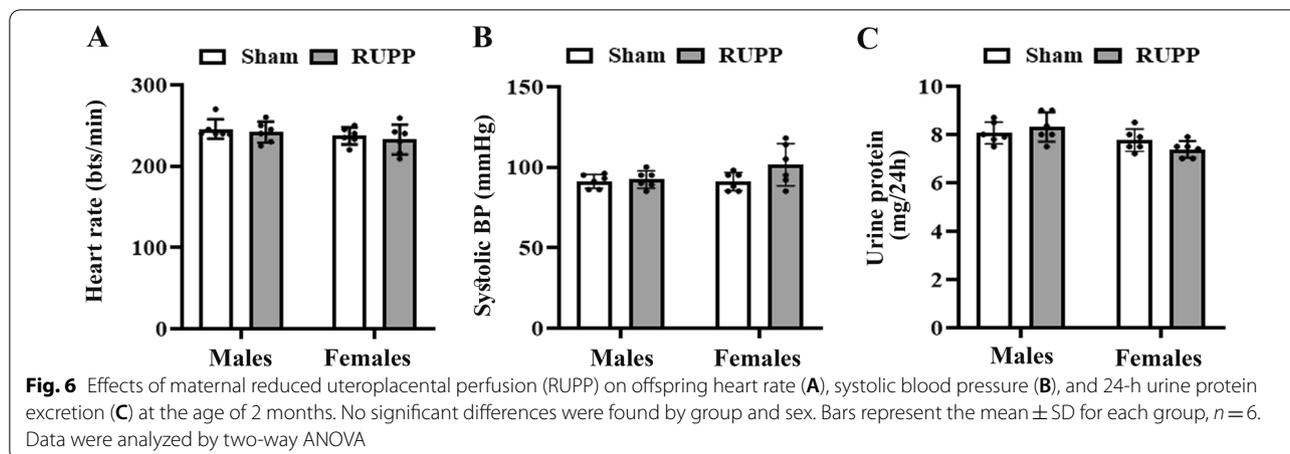 A
Sham RUPP
Heart rate (bts/min)
300
200
100
0
Males Females
B
Sham RUPP
Systolic BP (mmHg)
150
100
50
0
Males Females
C
Sham RUPP
Urine protein
(mg/24h)
10
8
6
4
2
0
Males Females
Fig. 6 Effects of maternal reduced uteroplacental perfusion (RUPP) on offspring heart rate (A), systolic blood pressure (B), and 24-h urine protein
excretion (C) at the age of 2 months. No significant differences were found by group and sex. Bars represent the mean ± SD for each group, n = 6.
Data were analyzed by two-way ANOVA